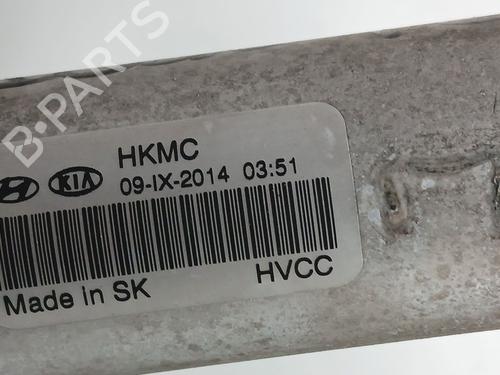 B-PARTS
HKMC
KIA
09-IX-2014 03:51
Made in SK
HVCC